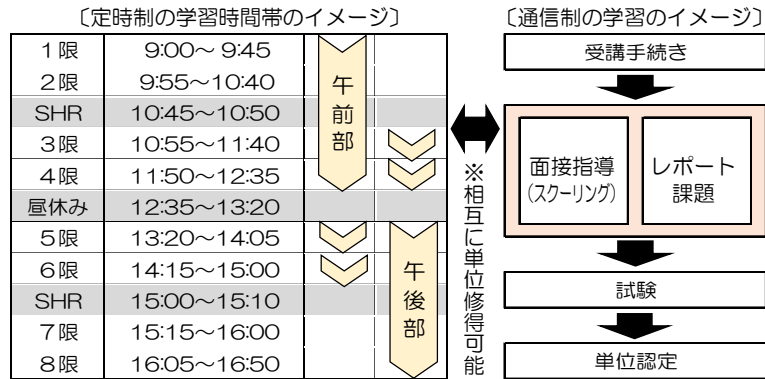 〔定時制の学習時間帯のイメージ〕
1限 9:00～ 9:45
2限 9:55～10:40
SHR 10:45～10:50
3限 10:55～11:40
4限 11:50～12:35
昼休み 12:35～13:20
5限 13:20～14:05
6限 14:15～15:00
SHR 15:00～15:10
7限 15:15～16:00
8限 16:05～16:50
午前部
午後部
※相互に単位修得可能
〔通信制の学習のイメージ〕
受講手続き
面接指導
(スクーリング)
レポート
課題
試験
単位認定